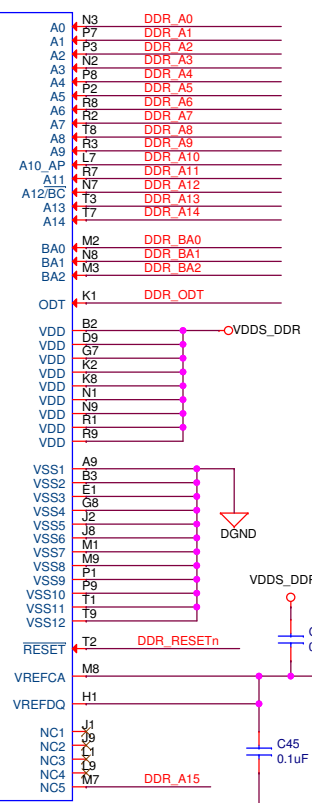 A0 N3 DDR_A0
A1 P7 DDR_A1
A2 P3 DDR_A2
A3 N2 DDR_A3
A4 P8 DDR_A4
A5 P2 DDR_A5
A6 R8 DDR_A6
A7 R2 DDR_A7
A8 T8 DDR_A8
A9 R3 DDR_A9
A10_AP L7 DDR_A10
A11 R7 DDR_A11
A12/BC N7 DDR_A12
A13 T3 DDR_A13
A14 T7 DDR_A14
BA0 M2 DDR_BA0
BA1 N8 DDR_BA1
BA2 M3 DDR_BA2
ODT K1 DDR_ODT
VDD B2 VDDS_DDR
VDD D9
VDD G7
VDD K2
VDD K8
VDD N1
VDD N9
VDD R1
VDD R9
VSS1 A9
VSS2 B3
VSS3 E1
VSS4 G8
VSS5 J2
VSS6 J8
VSS7 M1
VSS8 M9
VSS9 P1
VSS10 P9
VSS11 T1
VSS12 T9
DGND
VDDS_DDR
RESET T2 DDR_RESETn
VREFCA M8
VREFDQ H1
NC1 J1
NC2 J9
NC3 L1
NC4 L9
NC5 M7 DDR_A15
C45
0.1uF